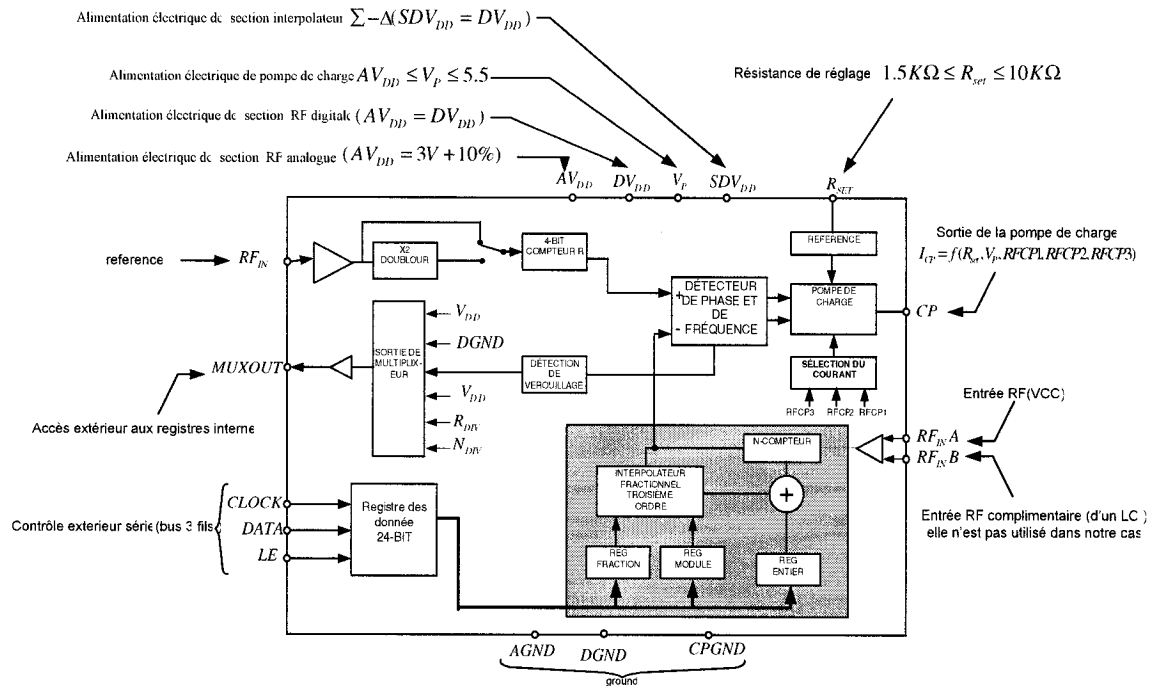 Alimentation électrique de section interpolateur ∑−Δ(SDV_DD = DV_DD)
Alimentation électrique de pompe de charge AV_DD ≤ V_P ≤ 5.5
Résistance de réglage 1.5KΩ ≤ R_set ≤ 10KΩ
Alimentation électrique de section RF digitale (AV_DD = DV_DD)
Alimentation électrique de section RF analogue (AV_DD = 3V + 10%)
AV_DD DV_DD V_P SDV_DD R_SET
reference
RF_IN
X2
DOUBLOUR
4-BIT
COMPTEUR R
REFERENCE
Sortie de la pompe de charge
I_CP = f(R_set, V_P, RFCP1, RFCP2, RFCP3)
+
-
DÉTECTEUR
DE PHASE ET
DE
FRÉQUENCE
POMPE DE
CHARGE
CP
MUXOUT
SORTIE DE
MULTIPLIX-
EUR
V_DD
DGND
V_DD
R_DIV
N_DIV
DÉTECTION
DE
VEROUILLAGE
SÉLECTION DU
COURANT
RFCP3 RFCP2 RFCP1
Accès extérieur aux registres interne
Entrée RF(VCC)
RF_IN A
RF_IN B
N-COMPTEUR
INTERPOLATEUR
FRACTIONNEL
TROISIÈME
ORDRE
+
Contrôle exterieur série(bus 3 fils
CLOCK
DATA
LE
Registre des
donnée
24-BIT
REG
FRACTION
REG
MODULE
REG
ENTIER
Entrée RF complimentaire (d'un LC )
elle n'est pas utilisé dans notre cas
AGND DGND CPGND
ground